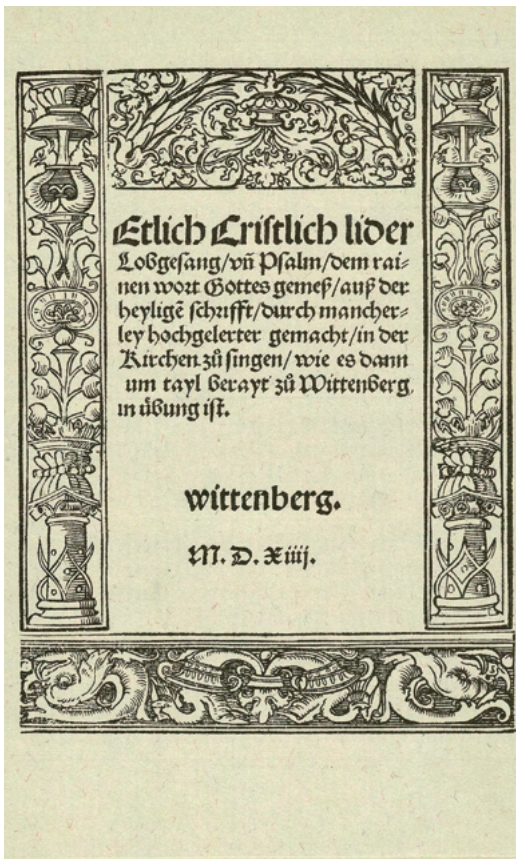 Etlich Cristlich lider
Lobgesang/vñ Psalm/dem rai-
nen wort Gottes gemeß/auß der
heyligẽ schrifft/durch mancher-
ley hochgelerter gemacht/in der
Kirchen zů singen/wie es dann
um tayl berayt zů Wittenberg
in übung ist.
wittenberg.
M. D. Xiiij.